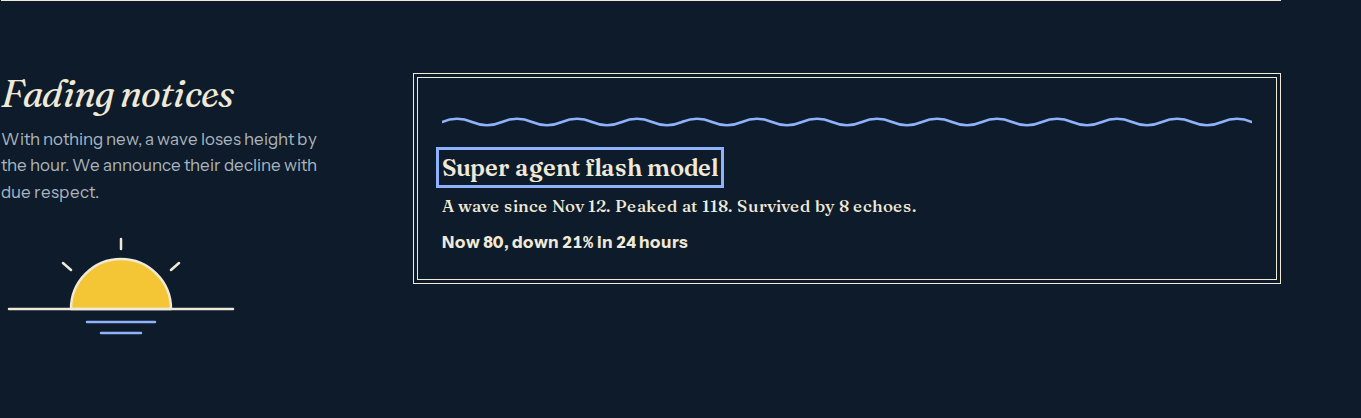 Fading notices
With nothing new, a wave loses height by
the hour. We announce their decline with
due respect.
Super agent flash model
A wave since Nov 12. Peaked at 118. Survived by 8 echoes.
Now 80, down 21% in 24 hours